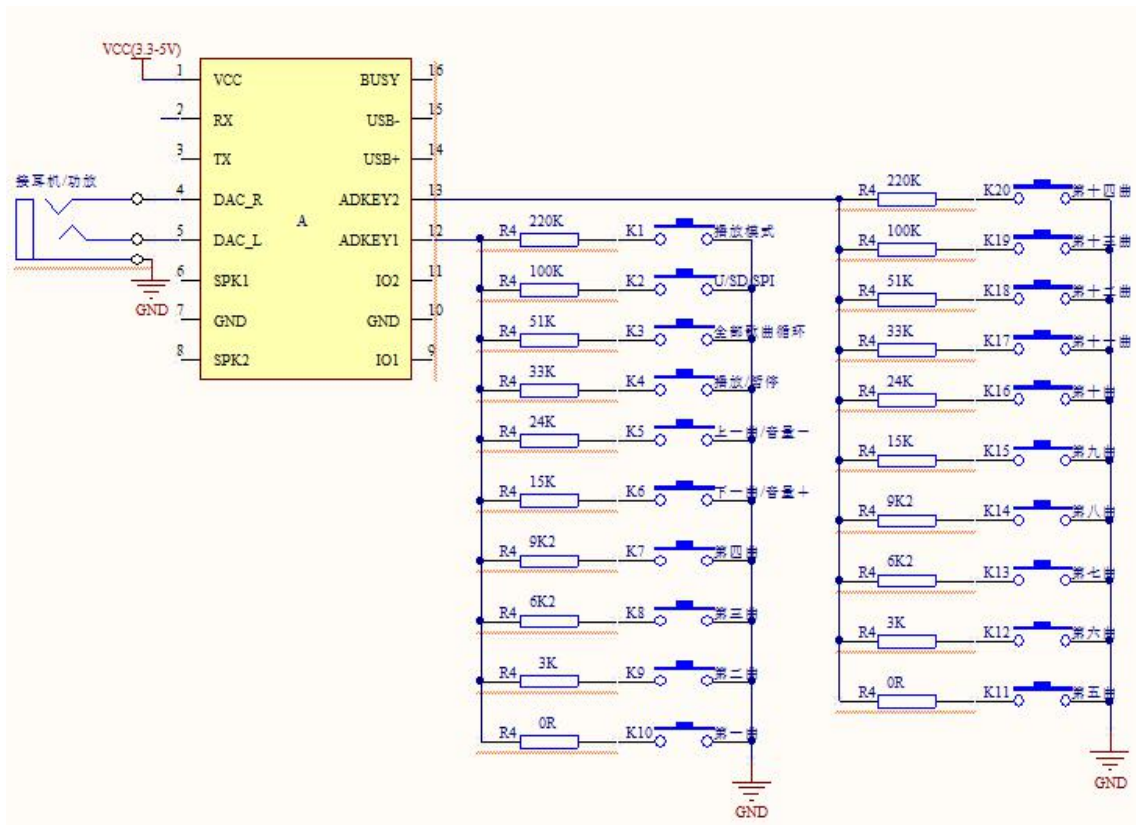 VCC(3.3-5V)
1 VCC BUSY 16
2 RX USB- 15
3 TX USB+ 14
接耳机/功放
4 DAC_R ADKEY2 13
A
5 DAC_L ADKEY1 12
6 SPK1 IO2 11
GND
7 GND GND 10
8 SPK2 IO1 9
R4 220K K1 播放模式
R4 100K K2 U/SD/SPI
R4 51K K3 全部歌曲循环
R4 33K K4 播放/暂停
R4 24K K5 上一曲/音量－
R4 15K K6 下一曲/音量＋
R4 9K2 K7 第四曲
R4 6K2 K8 第三曲
R4 3K K9 第二曲
R4 0R K10 第一曲
GND
R4 220K K20 第十四曲
R4 100K K19 第十三曲
R4 51K K18 第十二曲
R4 33K K17 第十一曲
R4 24K K16 第十曲
R4 15K K15 第九曲
R4 9K2 K14 第八曲
R4 6K2 K13 第七曲
R4 3K K12 第六曲
R4 0R K11 第五曲
GND